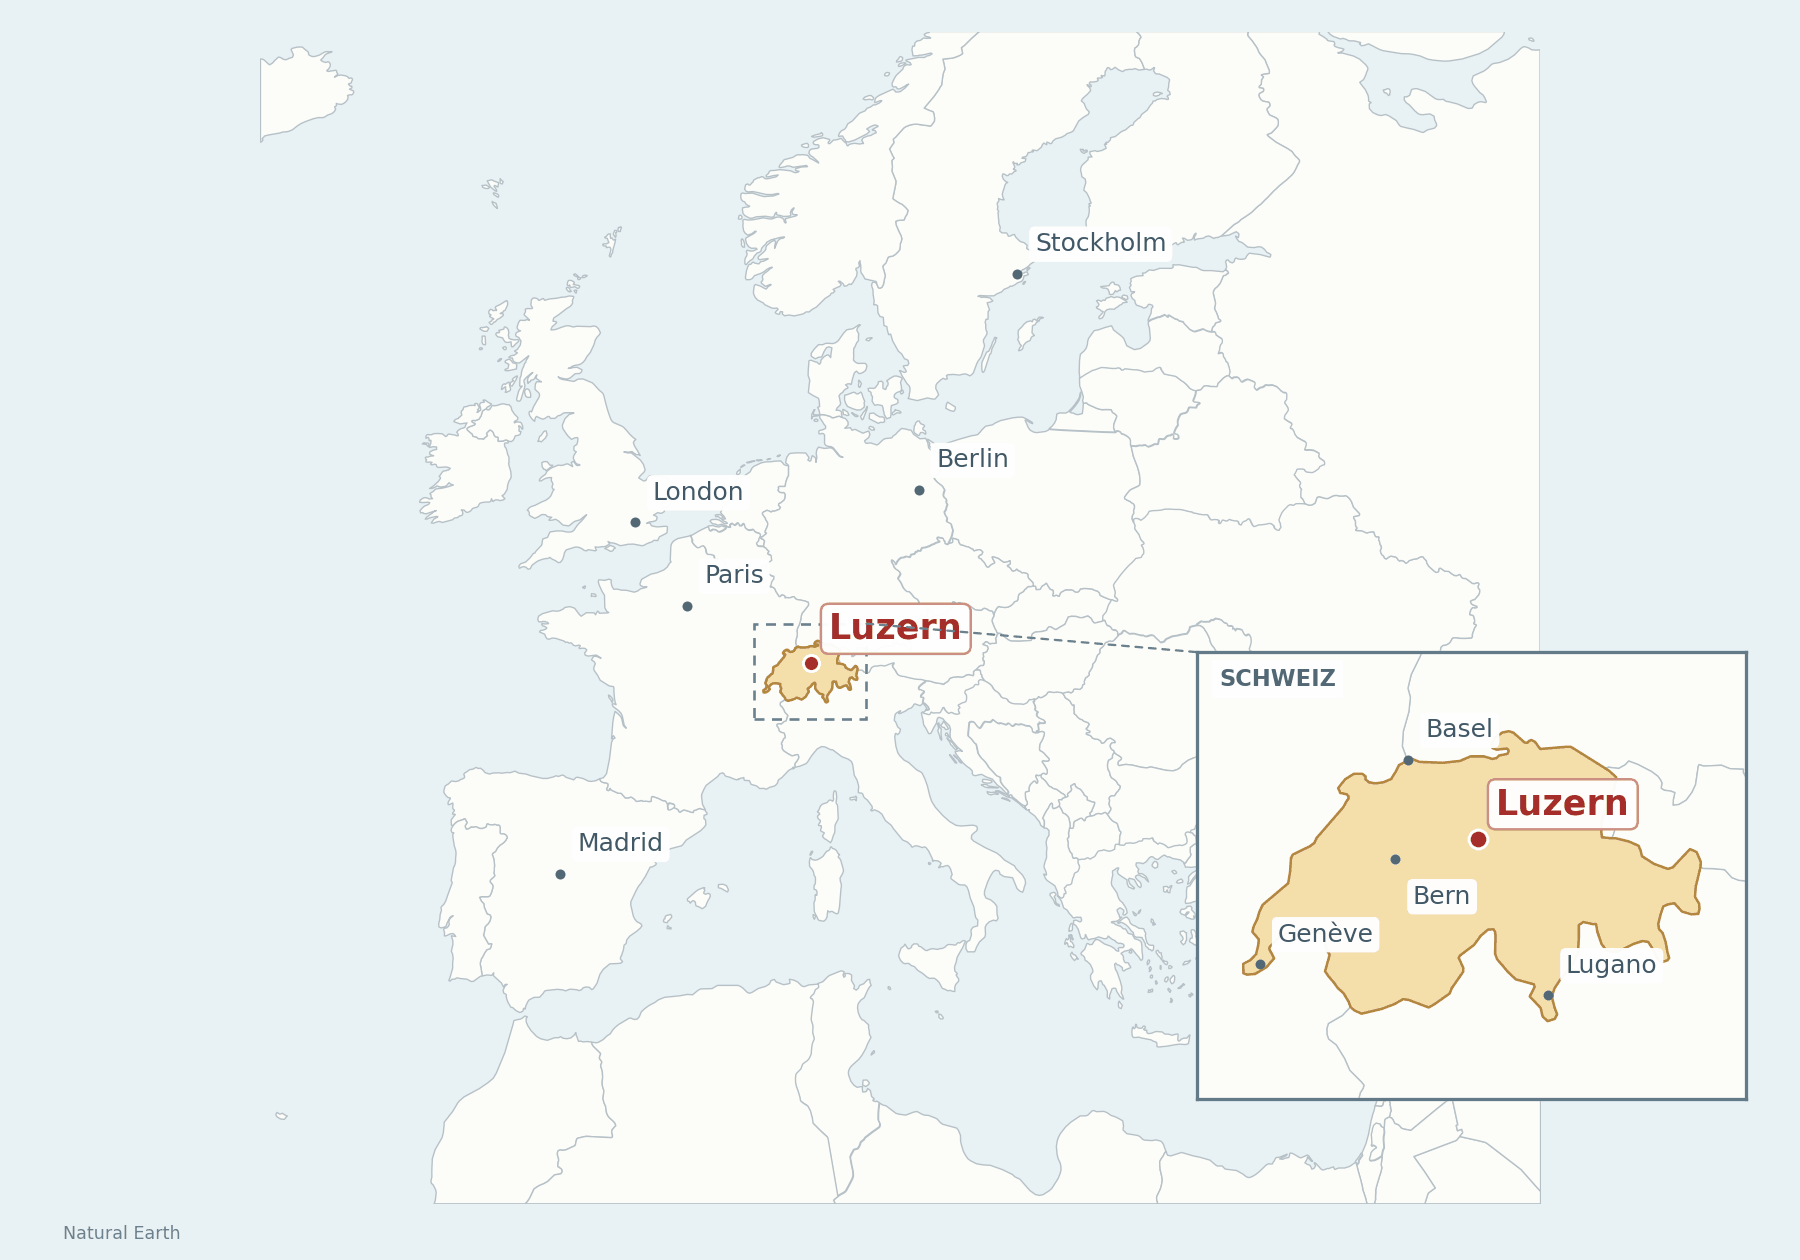 Stockholm
Berlin
London
Paris
Luzern
Madrid
SCHWEIZ
Basel
Luzern
Bern
Genève
Lugano
Natural Earth